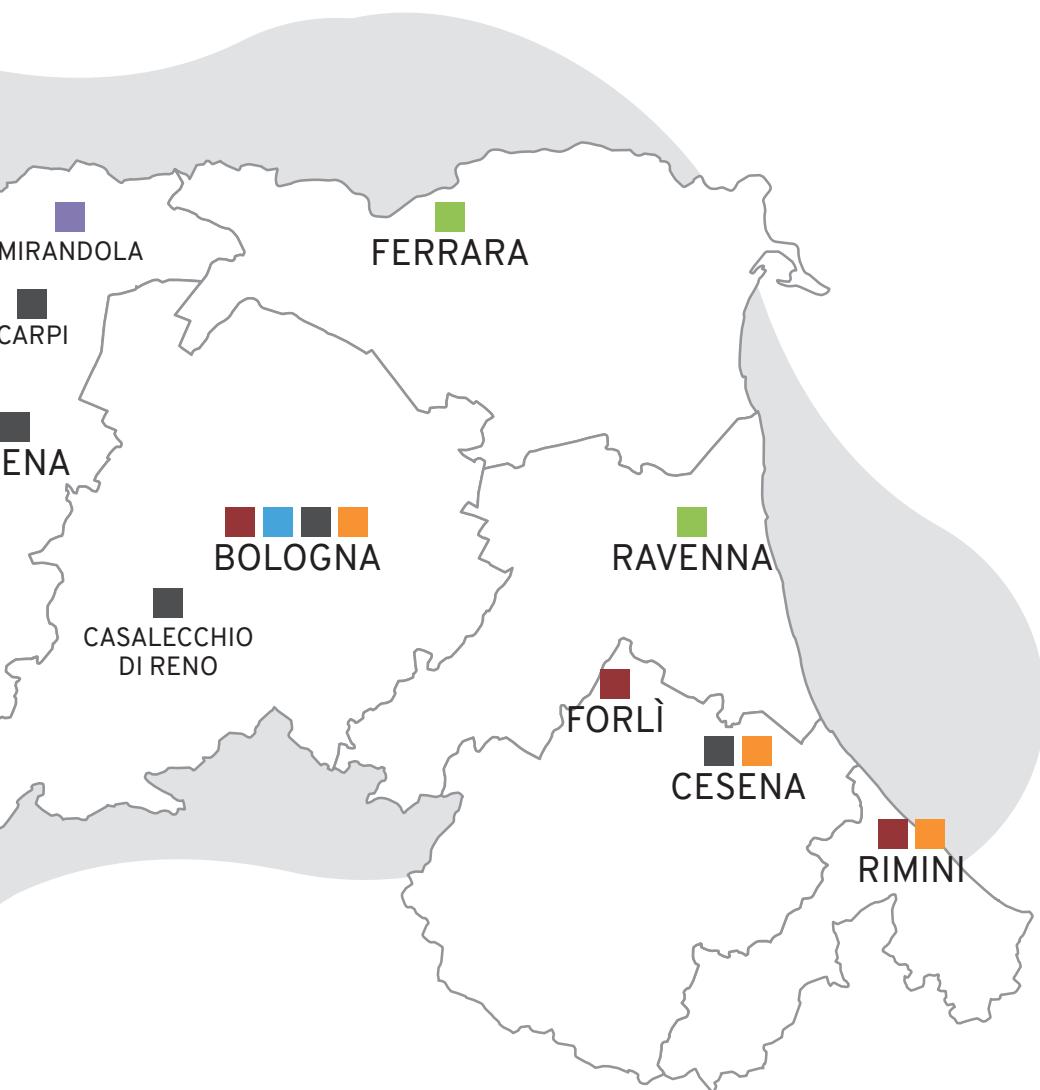 MIRANDOLA
FERRARA
CARPI
ENA
BOLOGNA
RAVENNA
CASALECCHIO
DI RENO
FORLÌ
CESENA
RIMINI